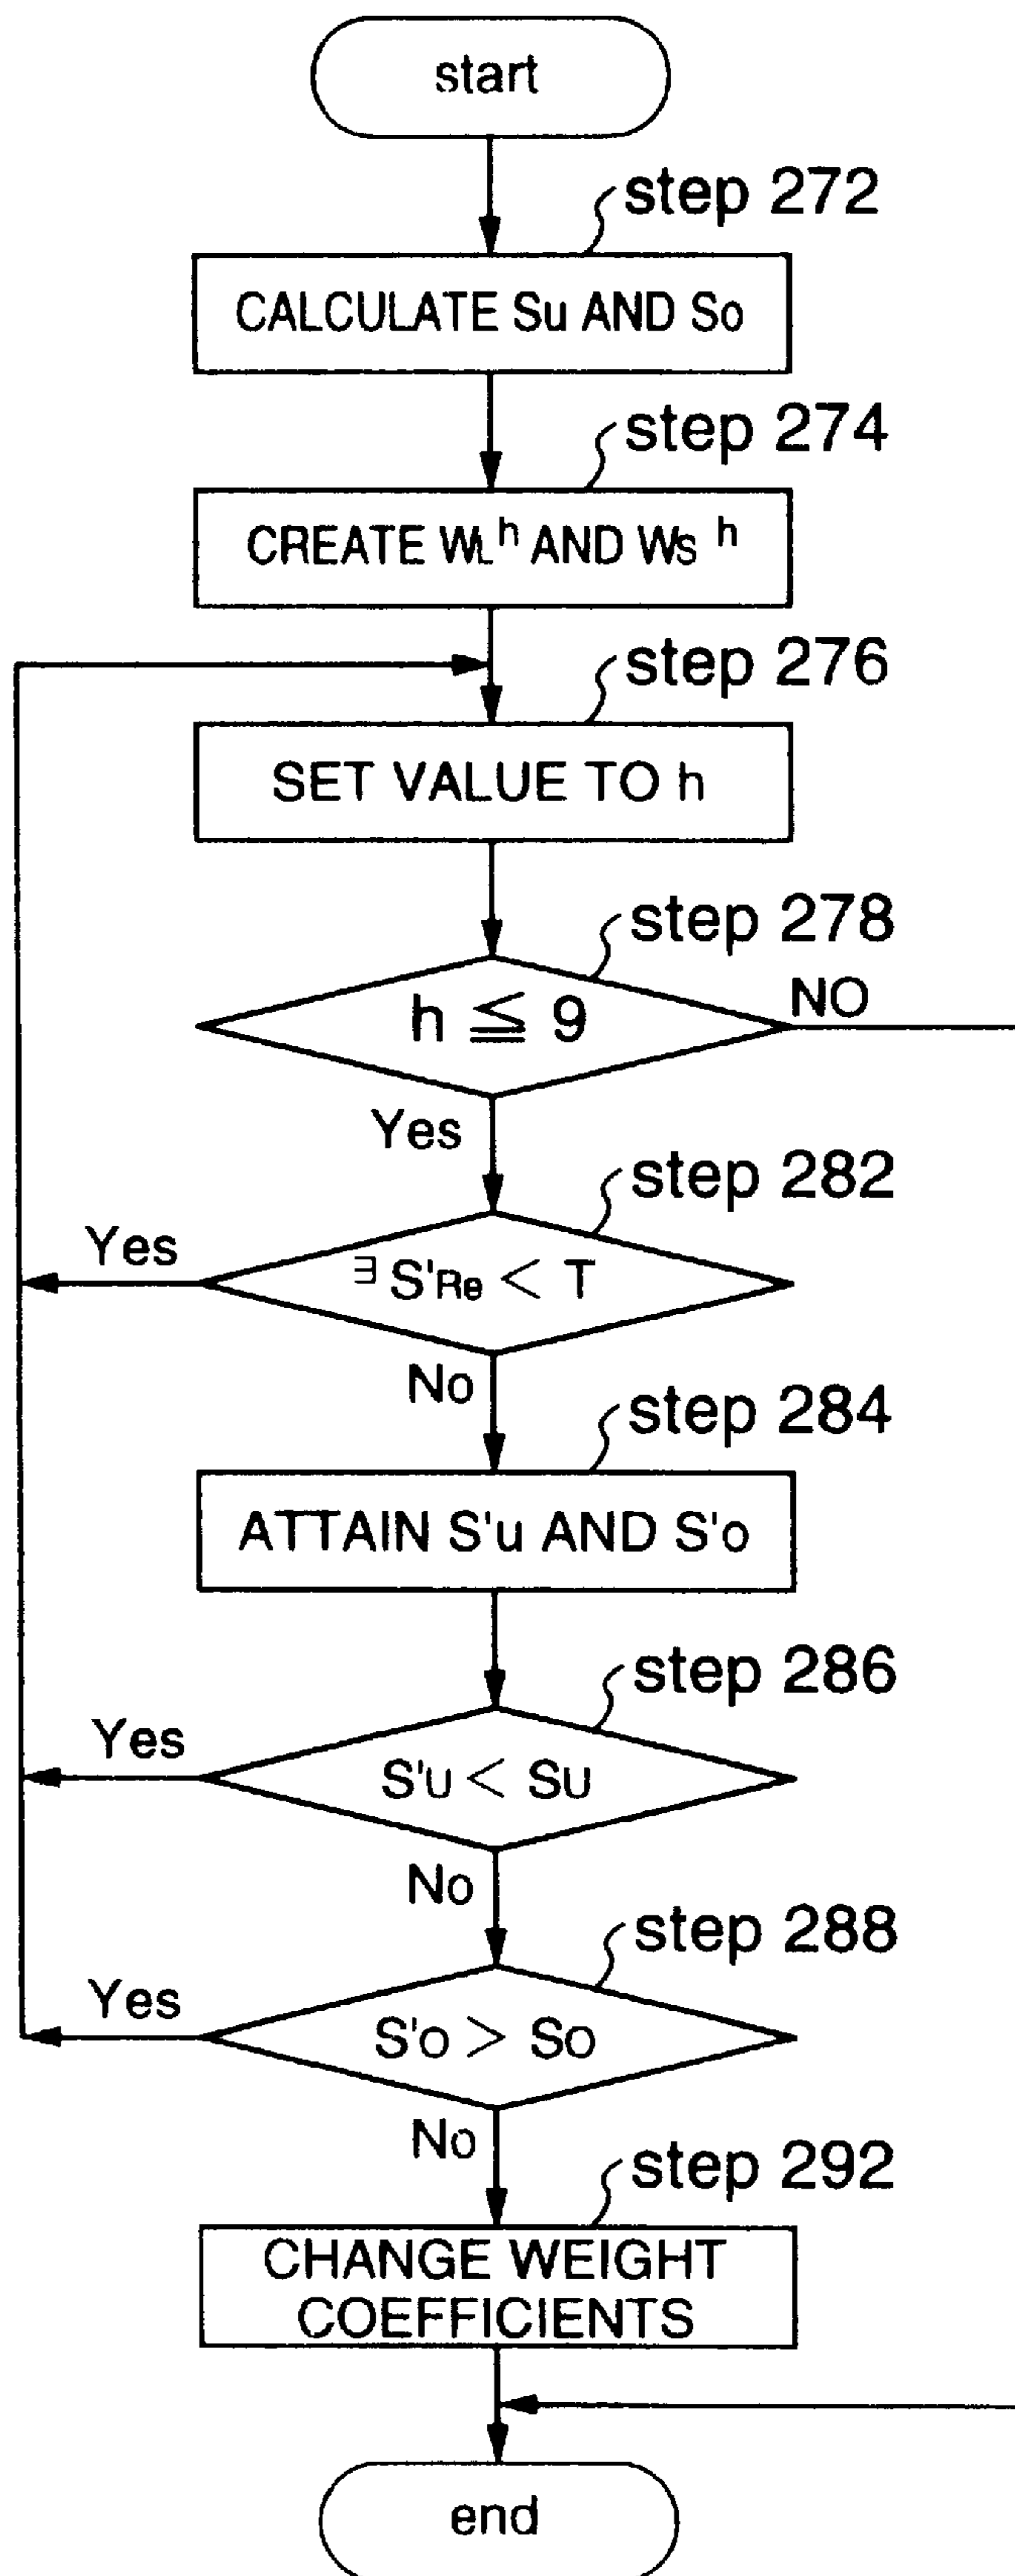 start
step 272
CALCULATE Su AND So
step 274
CREATE WL^h AND WS^h
step 276
SET VALUE TO h
step 278
h ≦ 9
NO
Yes
step 282
Yes
∃ S'Re < T
No
step 284
ATTAIN S'u AND S'o
step 286
Yes
S'U < SU
No
step 288
Yes
S'O > SO
No
step 292
CHANGE WEIGHT
COEFFICIENTS
end